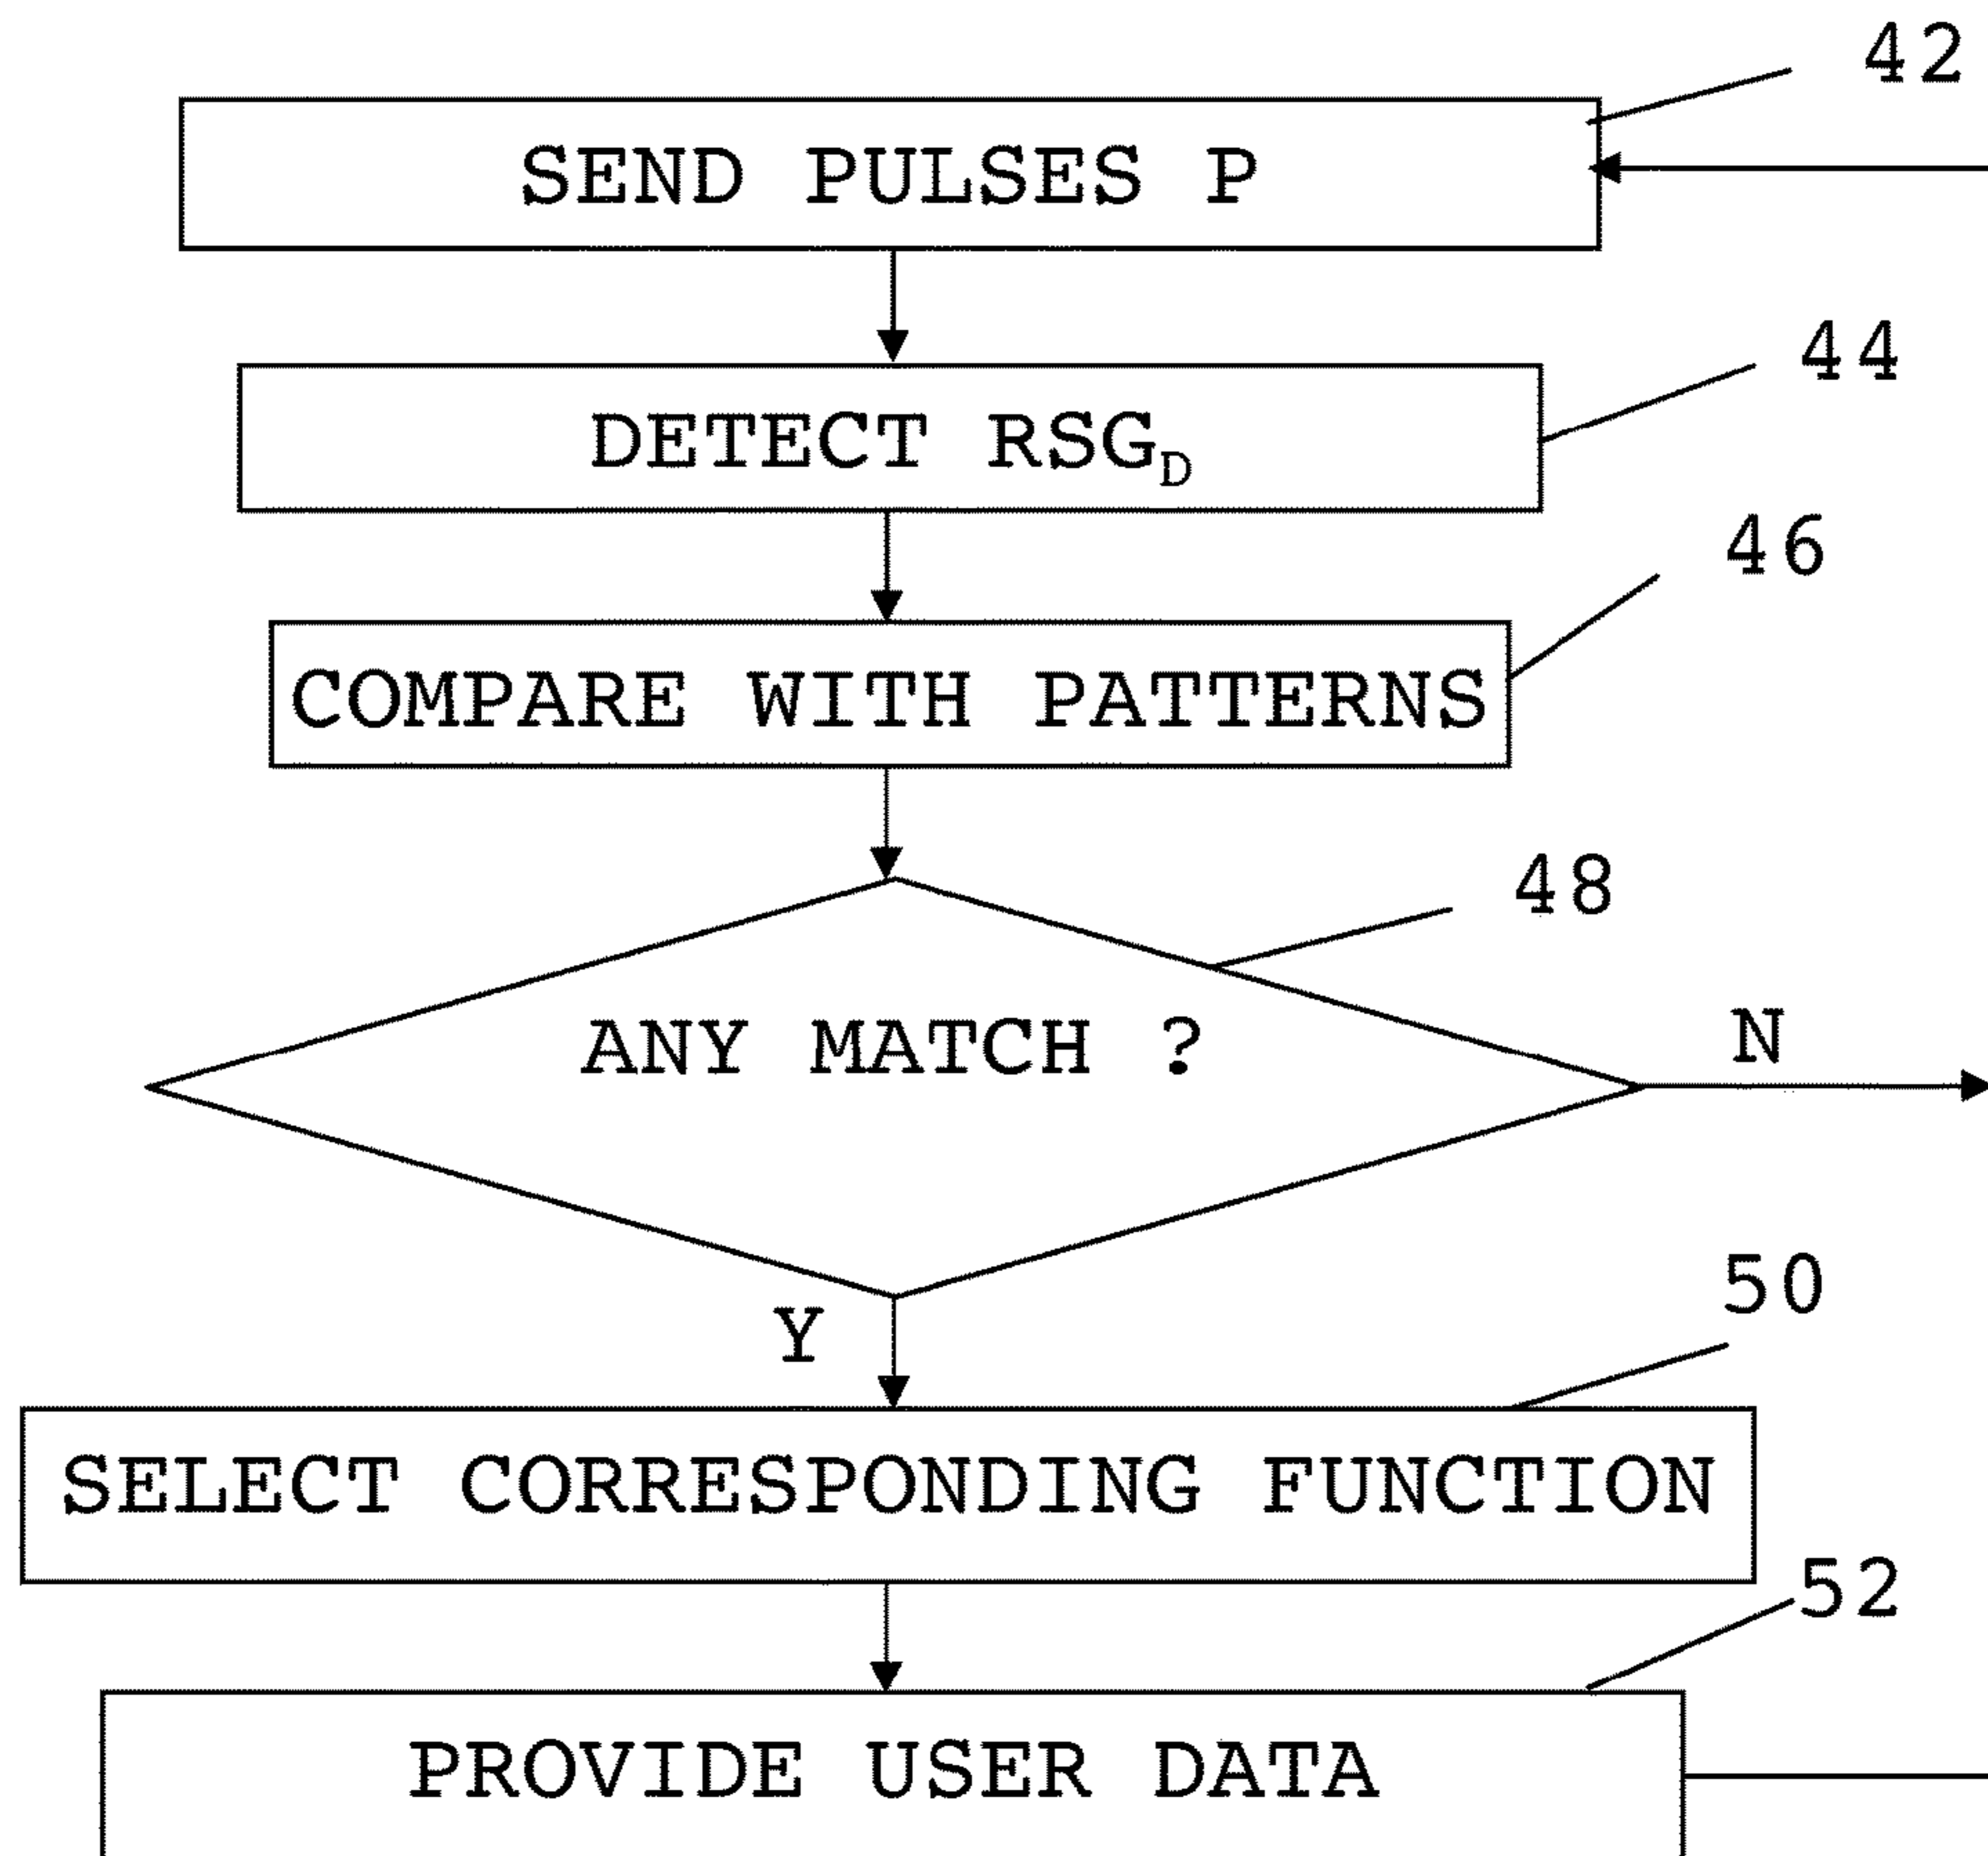 42
SEND PULSES P
44
DETECT RSG_D
46
COMPARE WITH PATTERNS
48
ANY MATCH ?
N
Y
50
SELECT CORRESPONDING FUNCTION
52
PROVIDE USER DATA